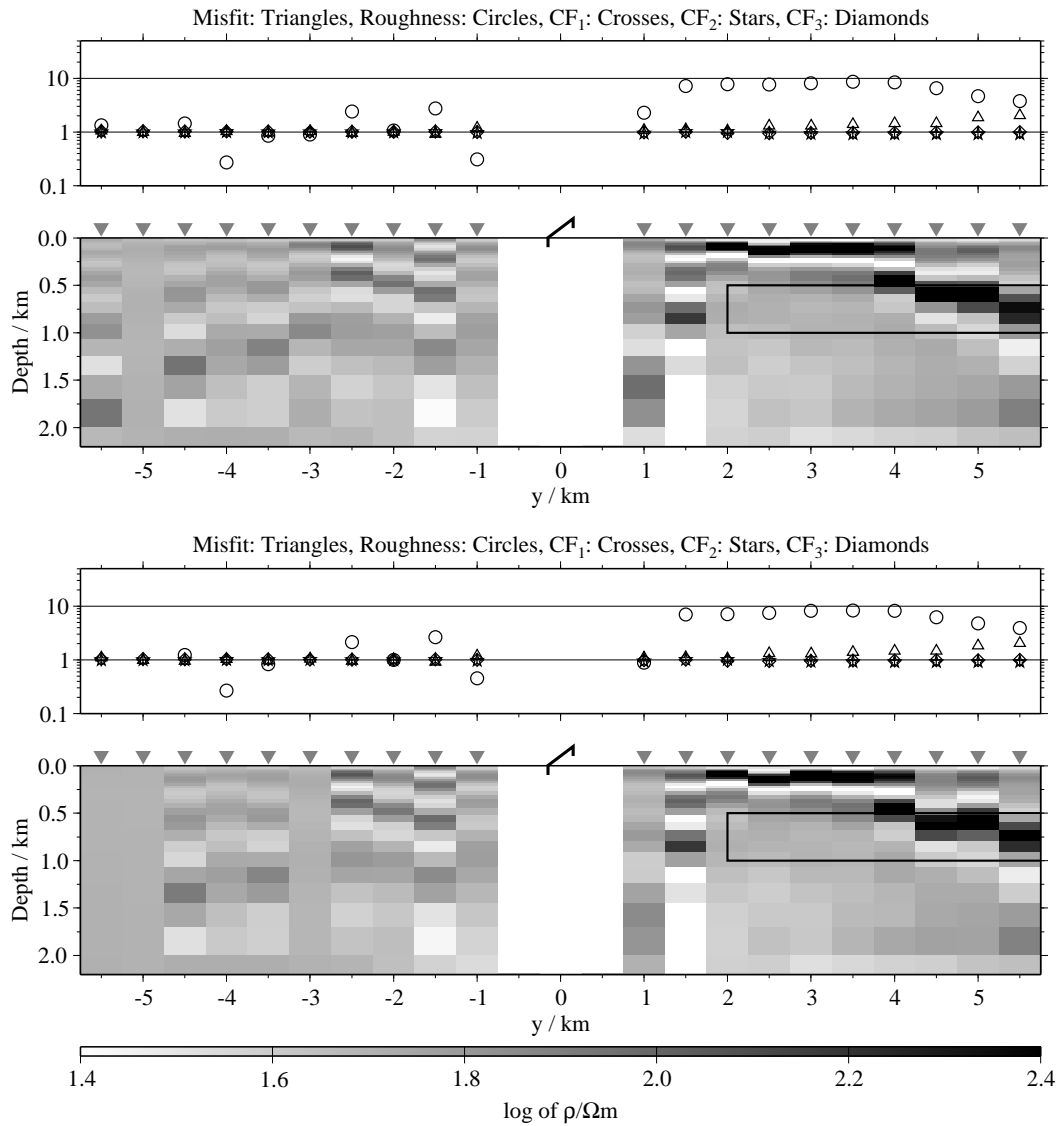 Misfit: Triangles, Roughness: Circles, CF₁: Crosses, CF₂: Stars, CF₃: Diamonds
10
1
0.1
0.0
0.5
1.0
1.5
2.0
Depth / km
-5 -4 -3 -2 -1 0 1 2 3 4 5
y / km
Misfit: Triangles, Roughness: Circles, CF₁: Crosses, CF₂: Stars, CF₃: Diamonds
10
1
0.1
0.0
0.5
1.0
1.5
2.0
Depth / km
-5 -4 -3 -2 -1 0 1 2 3 4 5
y / km
1.4 1.6 1.8 2.0 2.2 2.4
log of ρ/Ωm